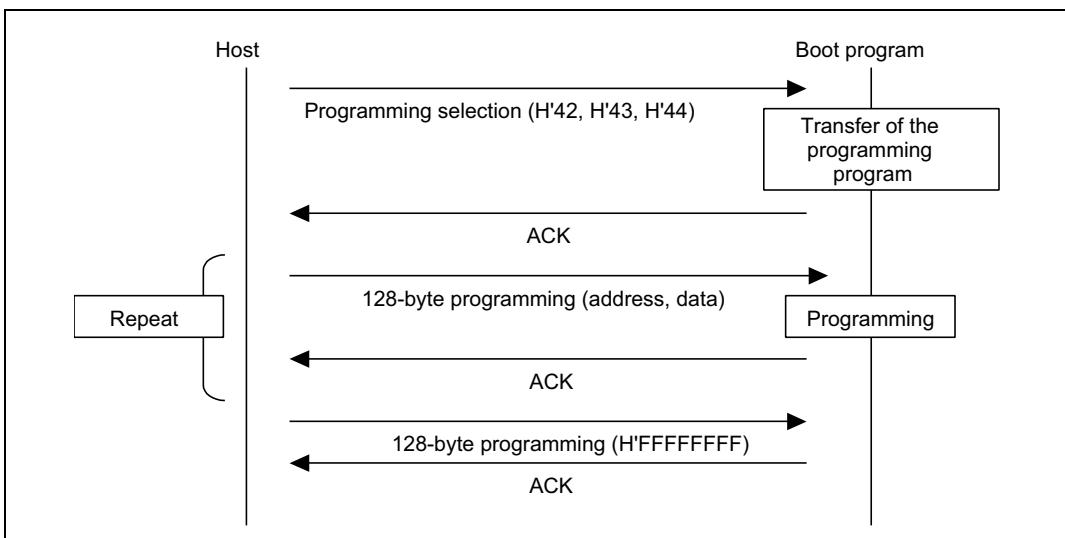 Host
Boot program
Programming selection (H'42, H'43, H'44)
Transfer of the
programming
program
ACK
128-byte programming (address, data)
Repeat
Programming
ACK
128-byte programming (H'FFFFFFFF)
ACK